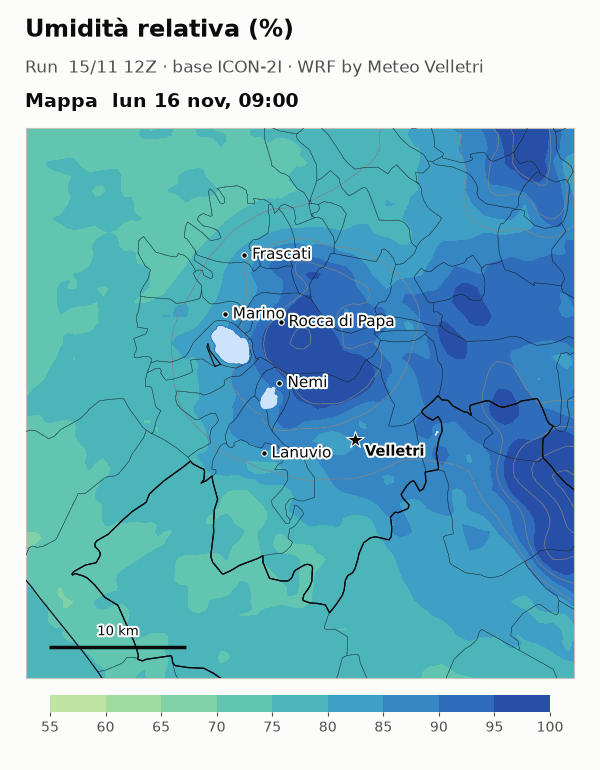 Umidità relativa (%)
Run  15/11 12Z · base ICON-2I · WRF by Meteo Velletri
Mappa  lun 16 nov, 09:00
Frascati
Marino
Rocca di Papa
Nemi
Velletri
Lanuvio
10 km
55 60 65 70 75 80 85 90 95 100